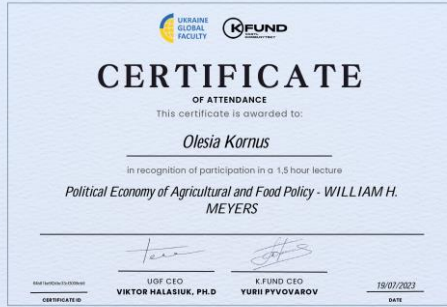 UKRAINE
GLOBAL
FACULTY
K.FUND
CERTIFICATE
OF ATTENDANCE
This certificate is awarded to:
Olesia Kornus
in recognition of participation in a 1,5 hour lecture
Political Economy of Agricultural and Food Policy - WILLIAM H.
MEYERS
UGF CEO
VIKTOR HALASIUK, PH.D
K.FUND CEO
YURII PYVOVAROV
19/07/2023
CERTIFICATE ID
DATE